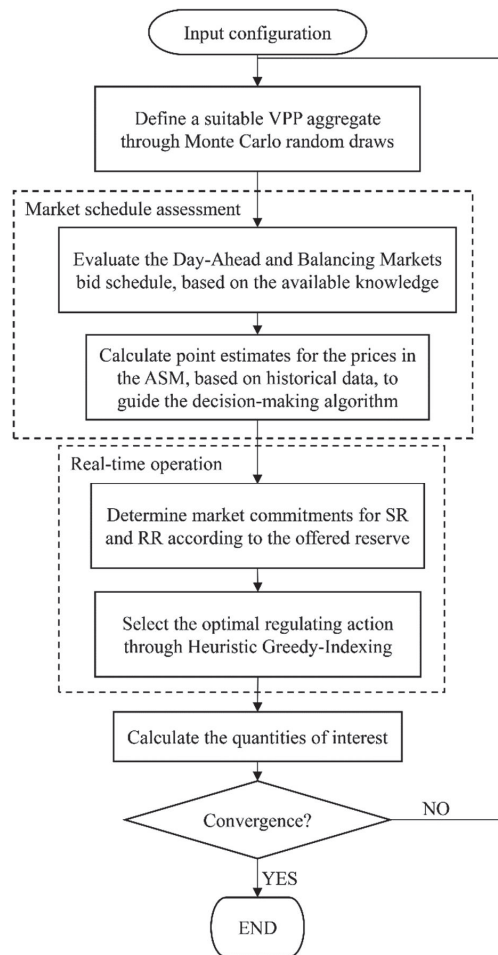 Input configuration
Define a suitable VPP aggregate
through Monte Carlo random draws
Market schedule assessment
Evaluate the Day-Ahead and Balancing Markets
bid schedule, based on the available knowledge
Calculate point estimates for the prices in
the ASM, based on historical data, to
guide the decision-making algorithm
Real-time operation
Determine market commitments for SR
and RR according to the offered reserve
Select the optimal regulating action
through Heuristic Greedy-Indexing
Calculate the quantities of interest
Convergence?
NO
YES
END